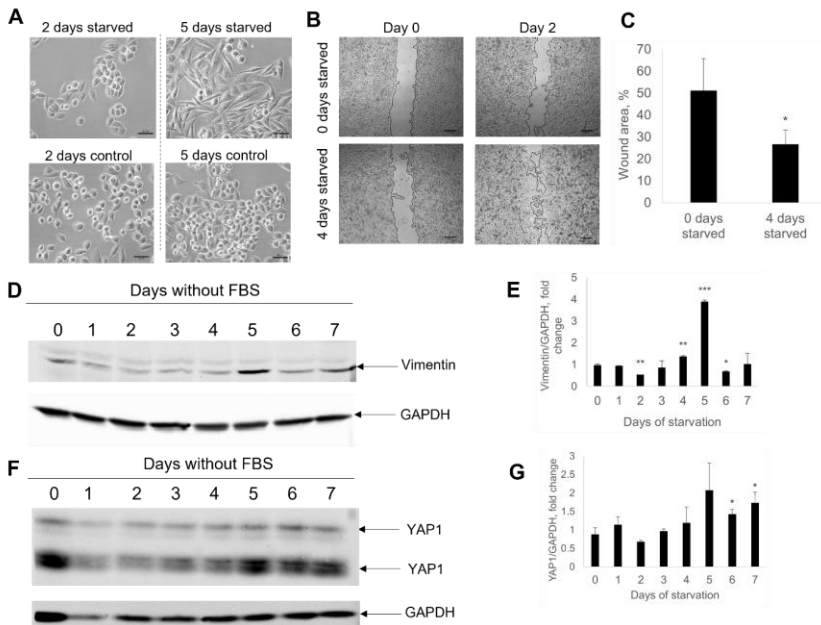 A
2 days starved
5 days starved
2 days control
5 days control
B
Day 0
Day 2
0 days starved
4 days starved
C
Wound area, %
70
60
50
40
30
20
10
0
*
0 days
starved
4 days
starved
D
Days without FBS
0 1 2 3 4 5 6 7
Vimentin
GAPDH
E
Vimentin/GAPDH, fold
change
5
4
3
2
1
0
** ** *** *
0 1 2 3 4 5 6 7
Days of starvation
F
Days without FBS
0 1 2 3 4 5 6 7
YAP1
YAP1
GAPDH
G
YAP1/GAPDH, fold change
3
2.5
2
1.5
1
0.5
0
* *
0 1 2 3 4 5 6 7
Days of starvation